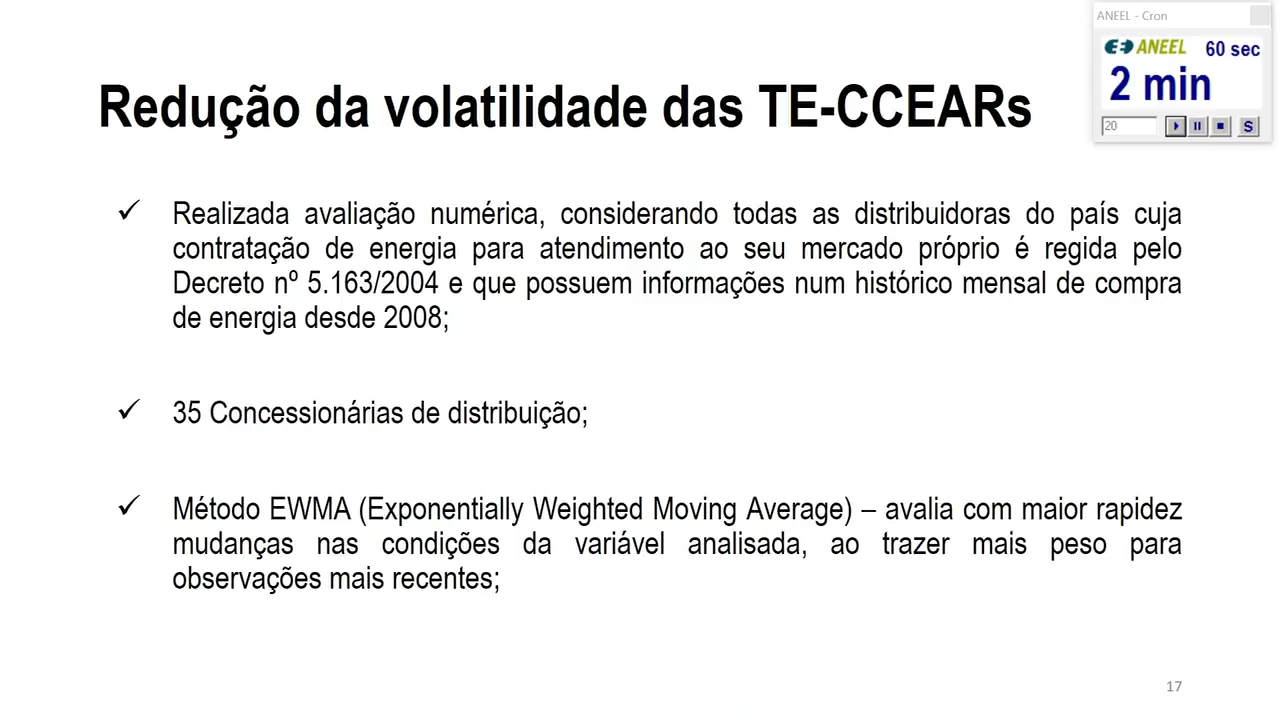 ANEEL - Cron
ANEEL 60 sec
2 min
20
S
Redução da volatilidade das TE-CCEARs
✓ Realizada avaliação numérica, considerando todas as distribuidoras do país cuja
contratação de energia para atendimento ao seu mercado próprio é regida pelo
Decreto nº 5.163/2004 e que possuem informações num histórico mensal de compra
de energia desde 2008;
✓ 35 Concessionárias de distribuição;
✓ Método EWMA (Exponentially Weighted Moving Average) – avalia com maior rapidez
mudanças nas condições da variável analisada, ao trazer mais peso para
observações mais recentes;
17